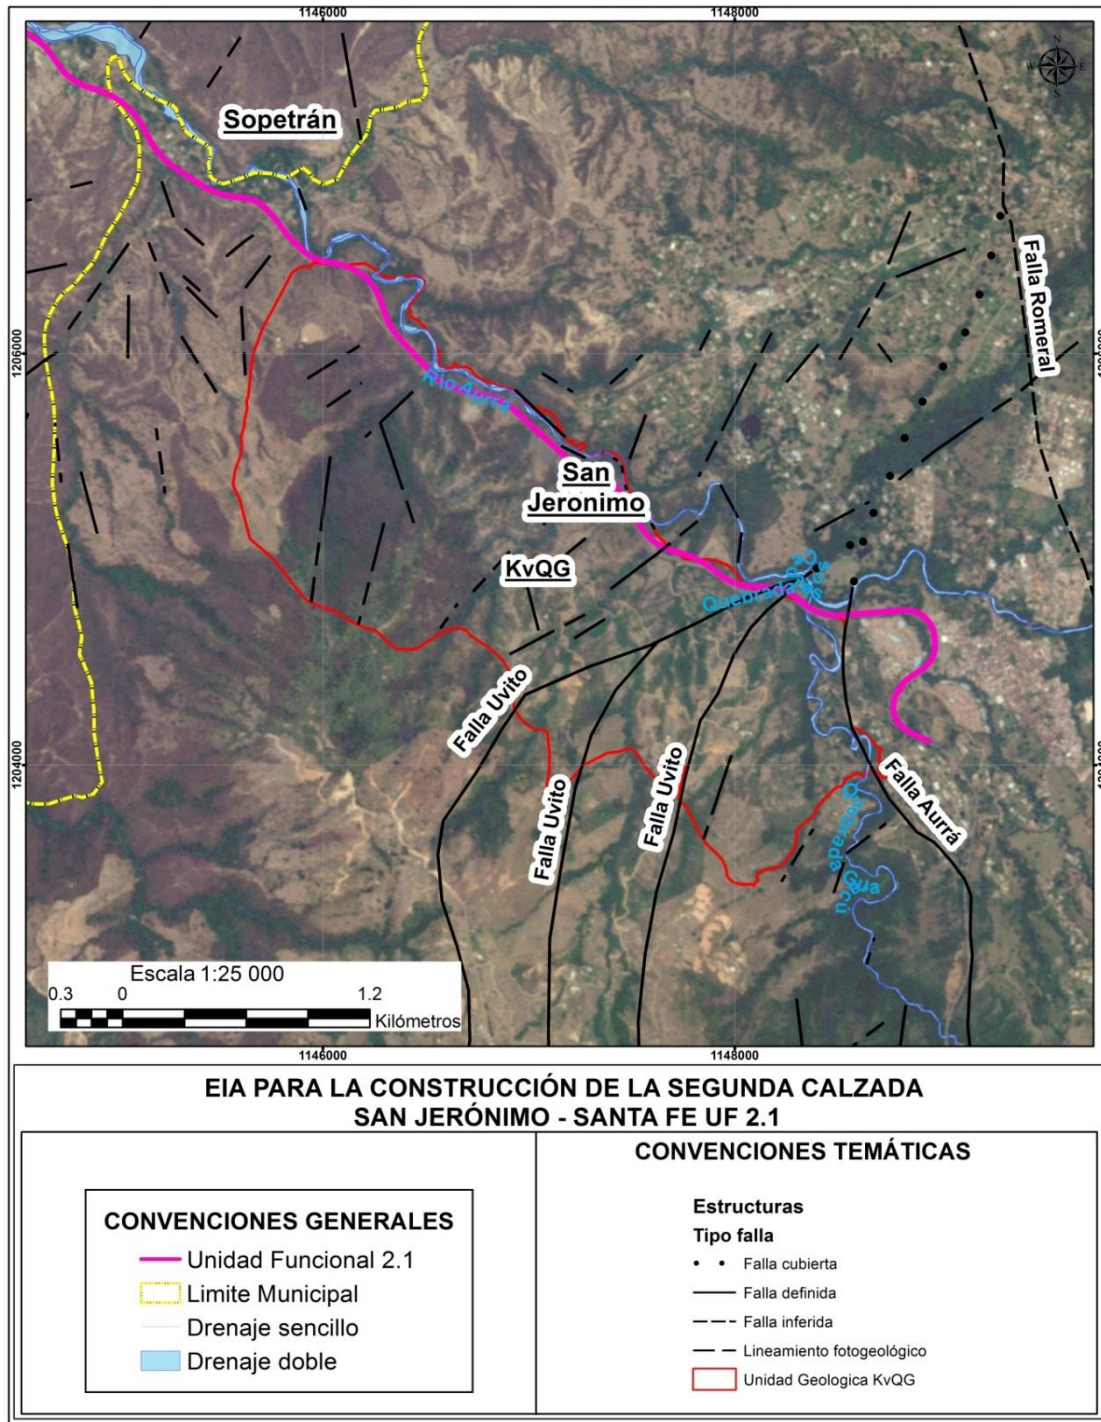 1146000
1148000
N
W E
S
Sopetrán
Falla Romeral
1206000
Río Aurra
San
Jeronimo
KvQG
Quebrada
Falla Uvito
Falla Uvito
Falla Uvito
Falla Aurrá
1204000
Quebrada Gua
Escala 1:25 000
0.3 0 1.2
Kilómetros
1146000
1148000
EIA PARA LA CONSTRUCCIÓN DE LA SEGUNDA CALZADA
SAN JERÓNIMO - SANTA FE UF 2.1
CONVENCIONES GENERALES
Unidad Funcional 2.1
Limite Municipal
Drenaje sencillo
Drenaje doble
CONVENCIONES TEMÁTICAS
Estructuras
Tipo falla
Falla cubierta
Falla definida
Falla inferida
Lineamiento fotogeológico
Unidad Geologica KvQG